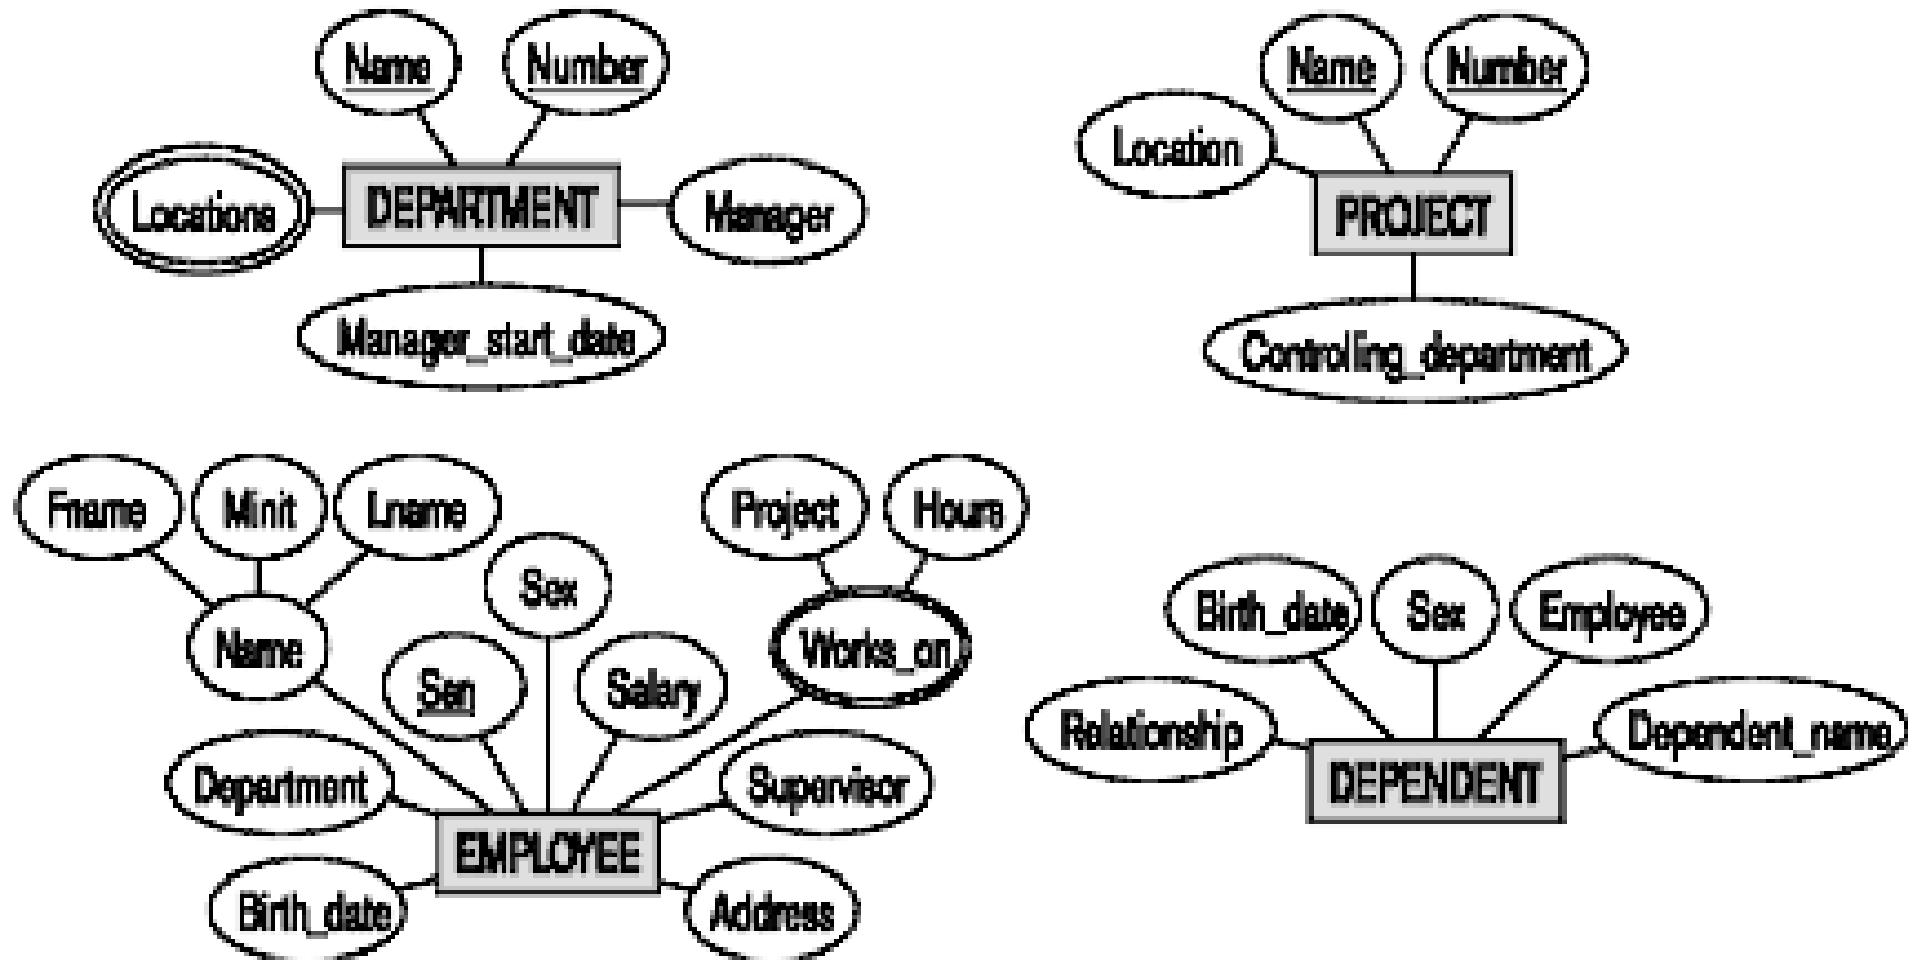 Name Number
Locations DEPARTMENT Manager
Manager_start_date
Name Number
Location
PROJECT
Controlling_department
Fname Minit Lname Project Hours
Sex
Name Works_on
Ssn Salary
Department Supervisor
EMPLOYEE
Birth_date Address
Birth_date Sex Employee
Relationship Dependent_name
DEPENDENT